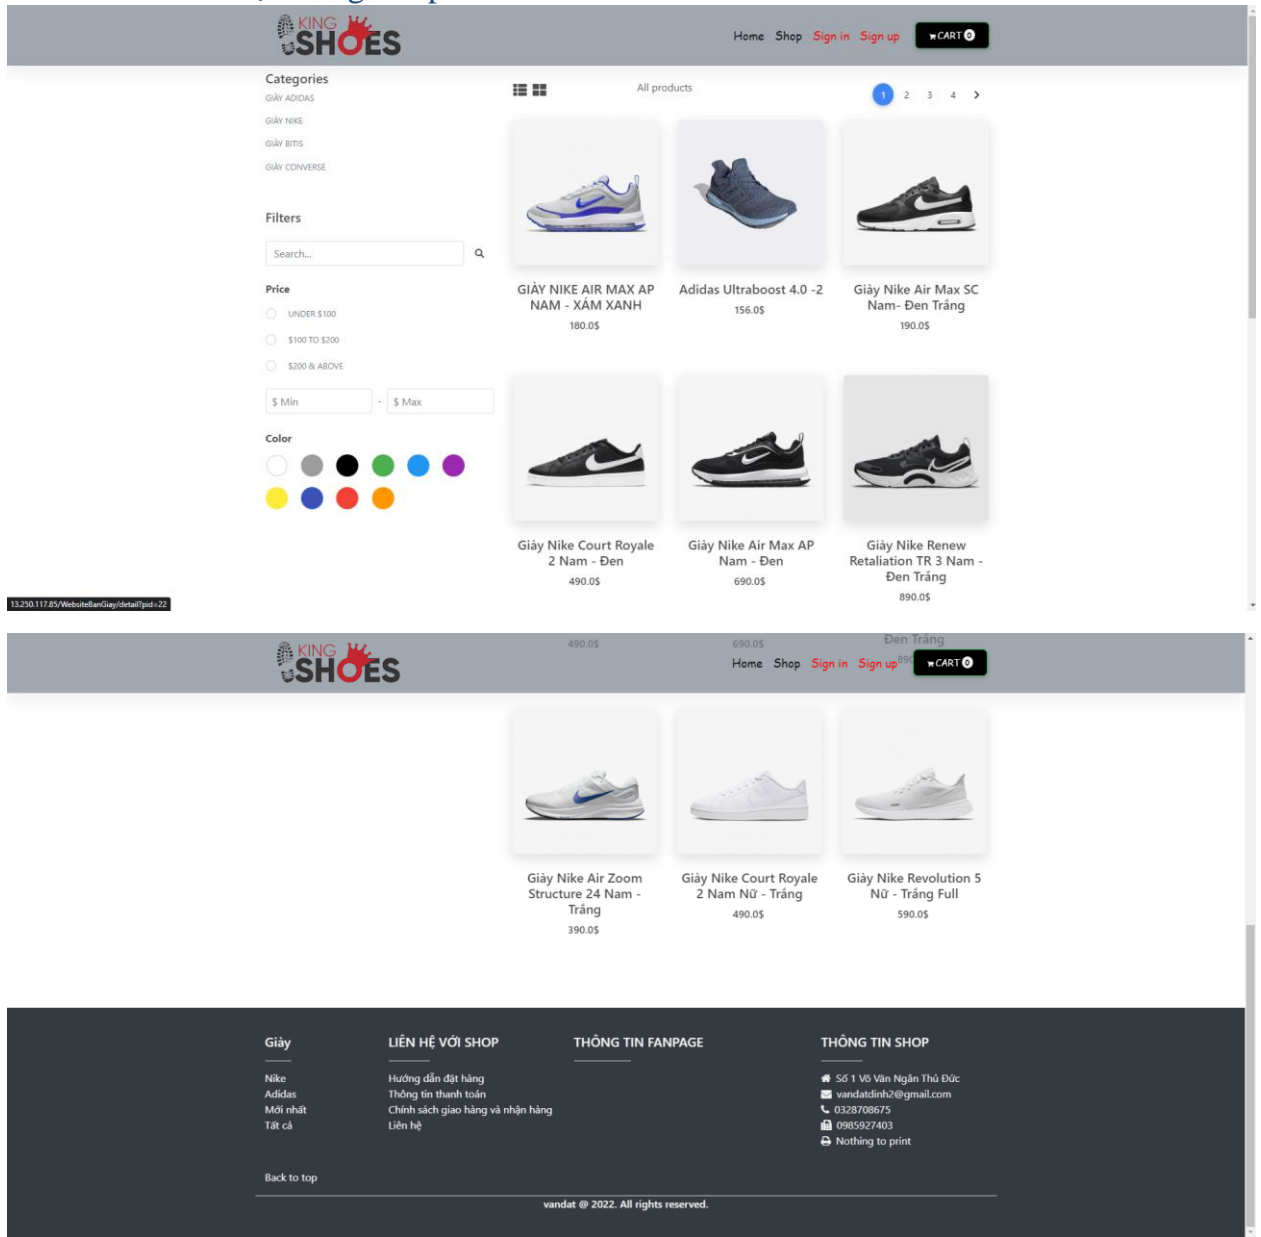 KING
SHOES
Home Shop Sign in Sign up CART 0
Categories
GIÀY ADIDAS
GIÀY NIKE
GIÀY BITIS
GIÀY CONVERSE
Filters
Search...
Price
UNDER $100
$100 TO $200
$200 & ABOVE
$ Min - $ Max
Color
All products
1 2 3 4
GIÀY NIKE AIR MAX AP
NAM - XÁM XANH
180.0$
Adidas Ultraboost 4.0 -2
156.0$
Giày Nike Air Max SC
Nam- Đen Trắng
190.0$
Giày Nike Court Royale
2 Nam - Đen
490.0$
Giày Nike Air Max AP
Nam - Đen
690.0$
Giày Nike Renew
Retaliation TR 3 Nam -
Đen Trắng
890.0$
13.250.117.85/WebsiteBanGiay/detail?pid=22
490.0$
690.0$
Đen Trắng
KING
SHOES
Home Shop Sign in Sign up CART 0
Giày Nike Air Zoom
Structure 24 Nam -
Trắng
390.0$
Giày Nike Court Royale
2 Nam Nữ - Trắng
490.0$
Giày Nike Revolution 5
Nữ - Trắng Full
590.0$
Giày
Nike
Adidas
Mới nhất
Tất cả
LIÊN HỆ VỚI SHOP
Hướng dẫn đặt hàng
Thông tin thanh toán
Chính sách giao hàng và nhận hàng
Liên hệ
THÔNG TIN FANPAGE
THÔNG TIN SHOP
Số 1 Võ Văn Ngân Thủ Đức
vandatdinh2@gmail.com
0328708675
0985927403
Nothing to print
Back to top
vandat @ 2022. All rights reserved.